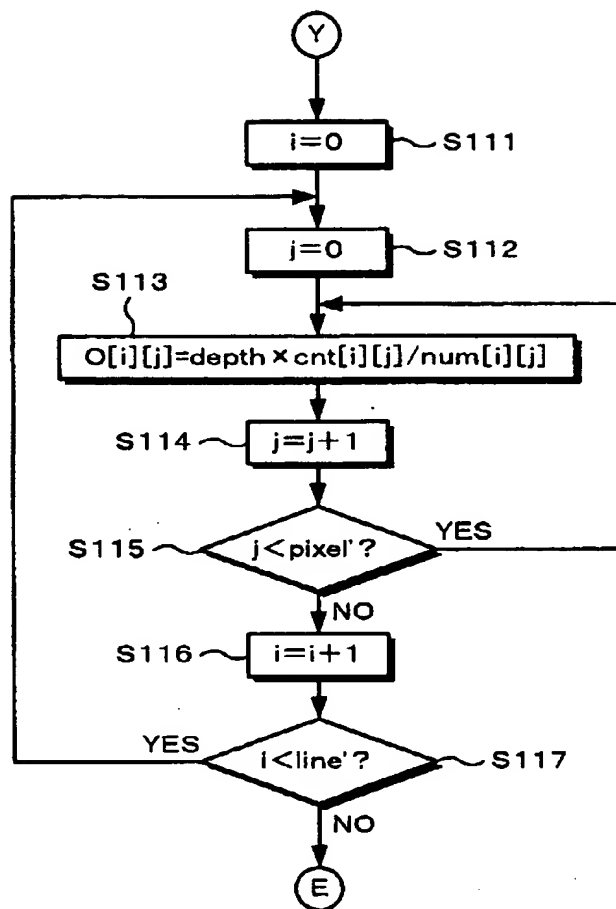 Y
i=0
S111
j=0
S112
S113
O[i][j]=depth×cnt[i][j]/num[i][j]
S114
j=j+1
S115
j<pixel'?
YES
NO
S116
i=i+1
YES
i<line'?
S117
NO
E